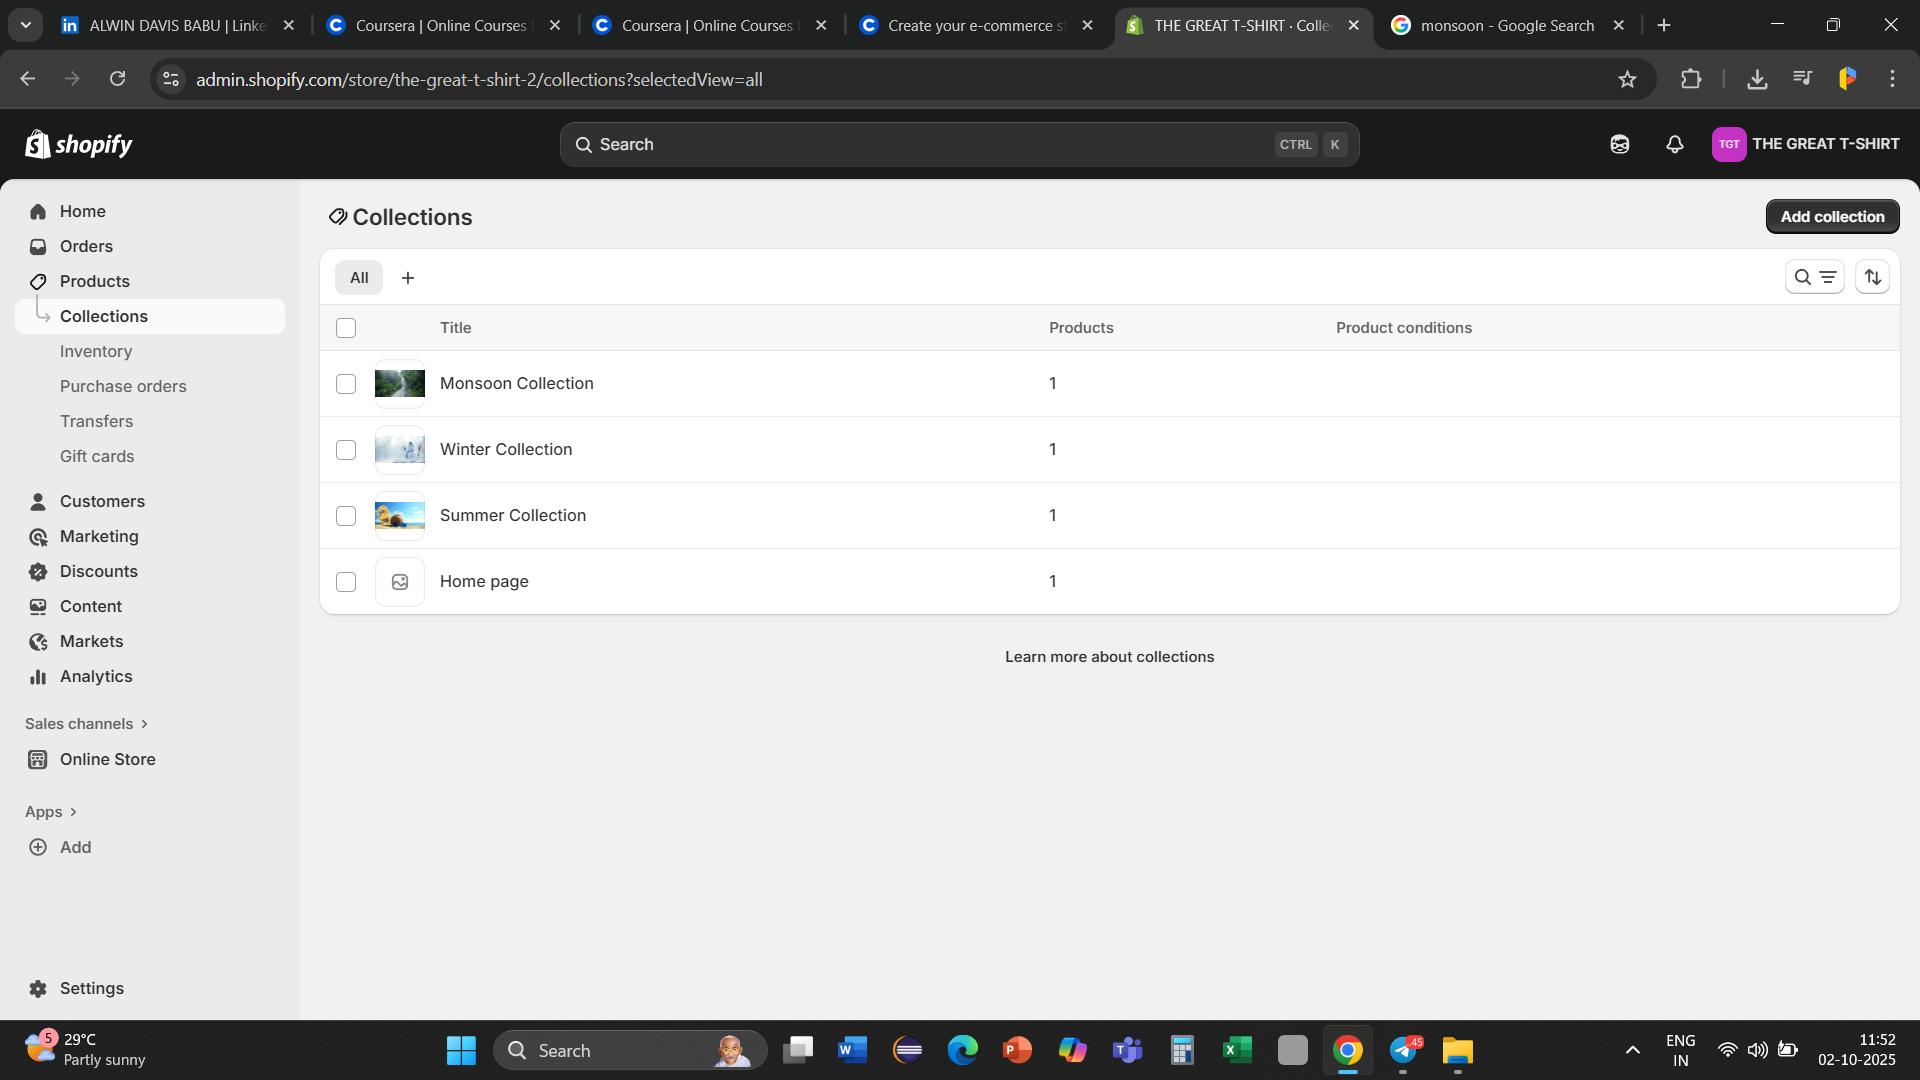 ALWIN DAVIS BABU | Linke
Coursera | Online Courses
Coursera | Online Courses
Create your e-commerce st
THE GREAT T-SHIRT · Colle
monsoon - Google Search
admin.shopify.com/store/the-great-t-shirt-2/collections?selectedView=all
shopify
Search
CTRL K
TGT
THE GREAT T-SHIRT
Home
Orders
Products
Collections
Inventory
Purchase orders
Transfers
Gift cards
Customers
Marketing
Discounts
Content
Markets
Analytics
Sales channels
Online Store
Apps
Add
Settings
Collections
Add collection
All
Title Products Product conditions
Monsoon Collection 1
Winter Collection 1
Summer Collection 1
Home page 1
Learn more about collections
5
29°C
Partly sunny
Search
45
ENG
IN
11:52
02-10-2025